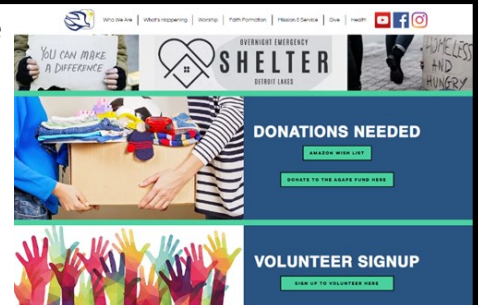 Who We Are | What's Happening | Worship | Faith Formation | Mission & Service | Give | Health
YOU CAN MAKE
A DIFFERENCE
OVERNIGHT EMERGENCY
SHELTER
DETROIT LAKES
HOMELESS
AND
HUNGRY
DONATIONS NEEDED
AMAZON WISH LIST
DONATE TO THE AGAPE FUND HERE
VOLUNTEER SIGNUP
SIGN UP TO VOLUNTEER HERE